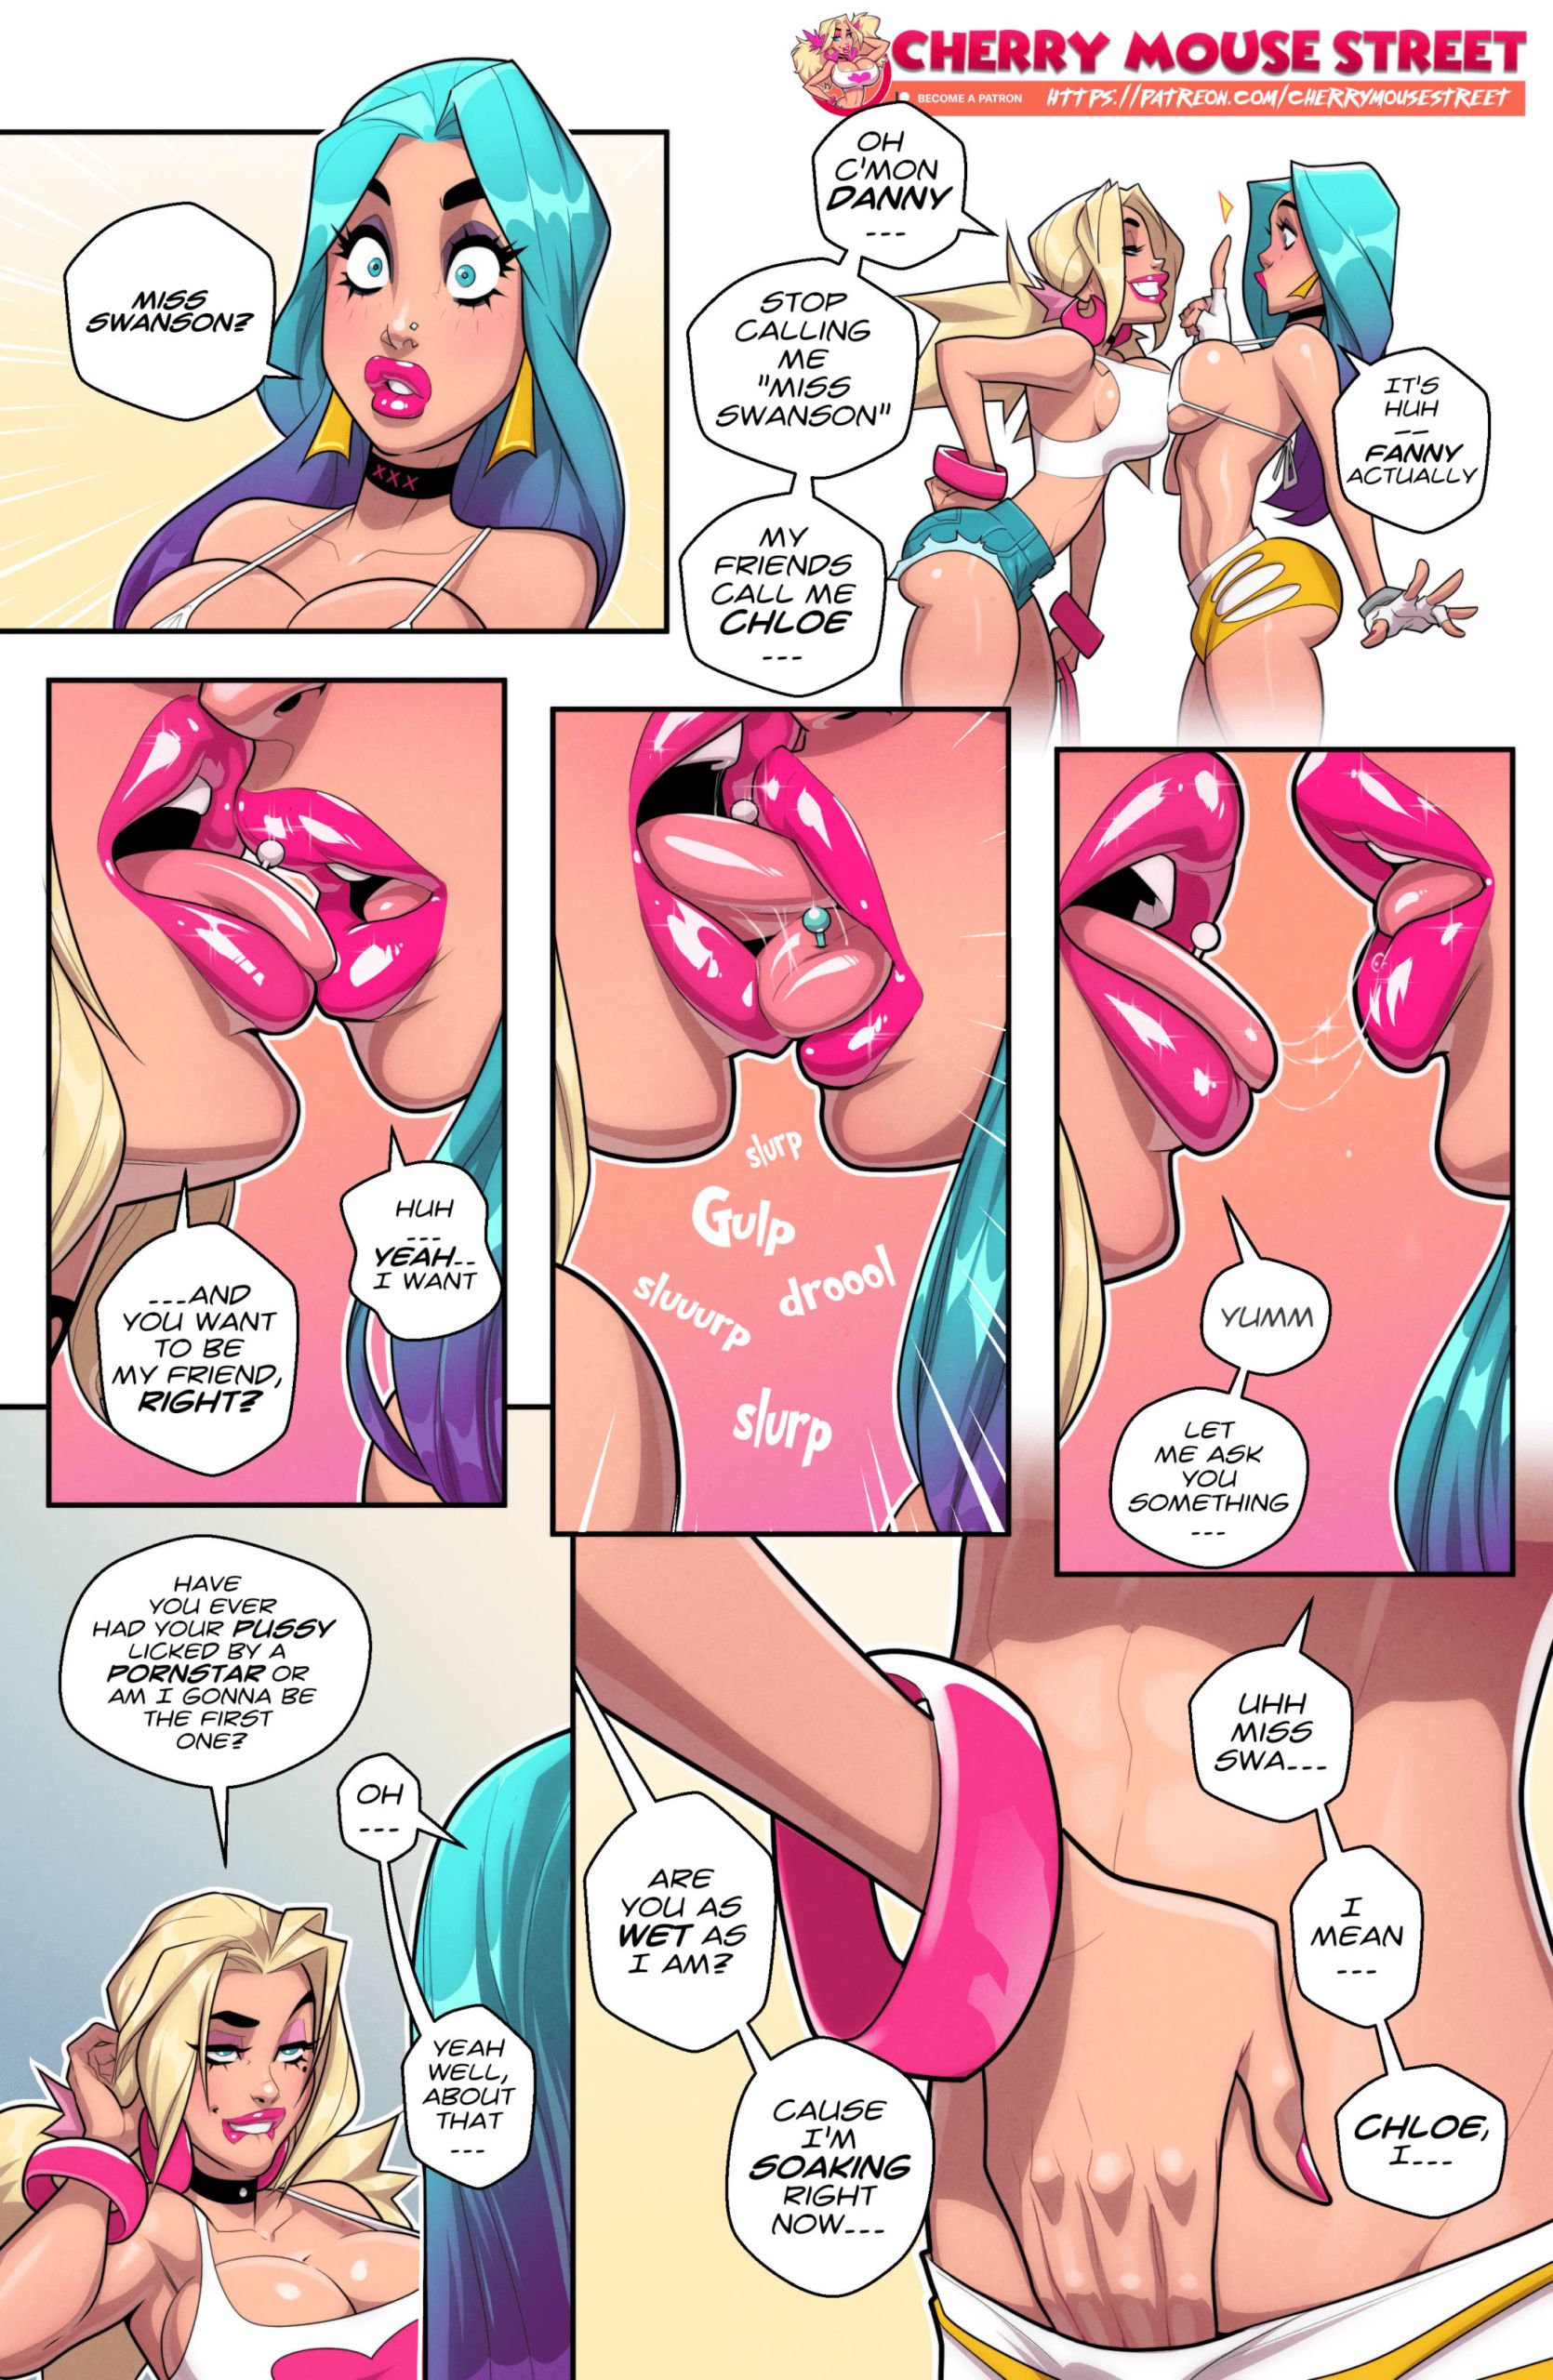 CHERRY MOUSE STREET
BECOME A PATRON HTTPS://PATREON.COM/CHERRYMOUSESTREET
MISS
SWANSON?
XXX
OH
C'MON
DANNY
----
STOP
CALLING
ME
"MISS
SWANSON"
MY
FRIENDS
CALL ME
CHLOE
---
IT'S
HUH
--
FANNY
ACTUALLY
---AND
YOU WANT
TO BE
MY FRIEND,
RIGHT?
HUH
---
YEAH--
I WANT
slurp
Gulp
sluuurp
droool
slurp
YUMM
LET
ME ASK
YOU
SOMETHING
---
HAVE
YOU EVER
HAD YOUR PUSSY
LICKED BY A
PORNSTAR OR
AM I GONNA BE
THE FIRST
ONE?
OH
----
YEAH
WELL,
ABOUT
THAT
---
ARE
YOU AS
WET AS
I AM?
CAUSE
I'M
SOAKING
RIGHT
NOW---
UHH
MISS
SWA---
I
MEAN
---
CHLOE,
I---